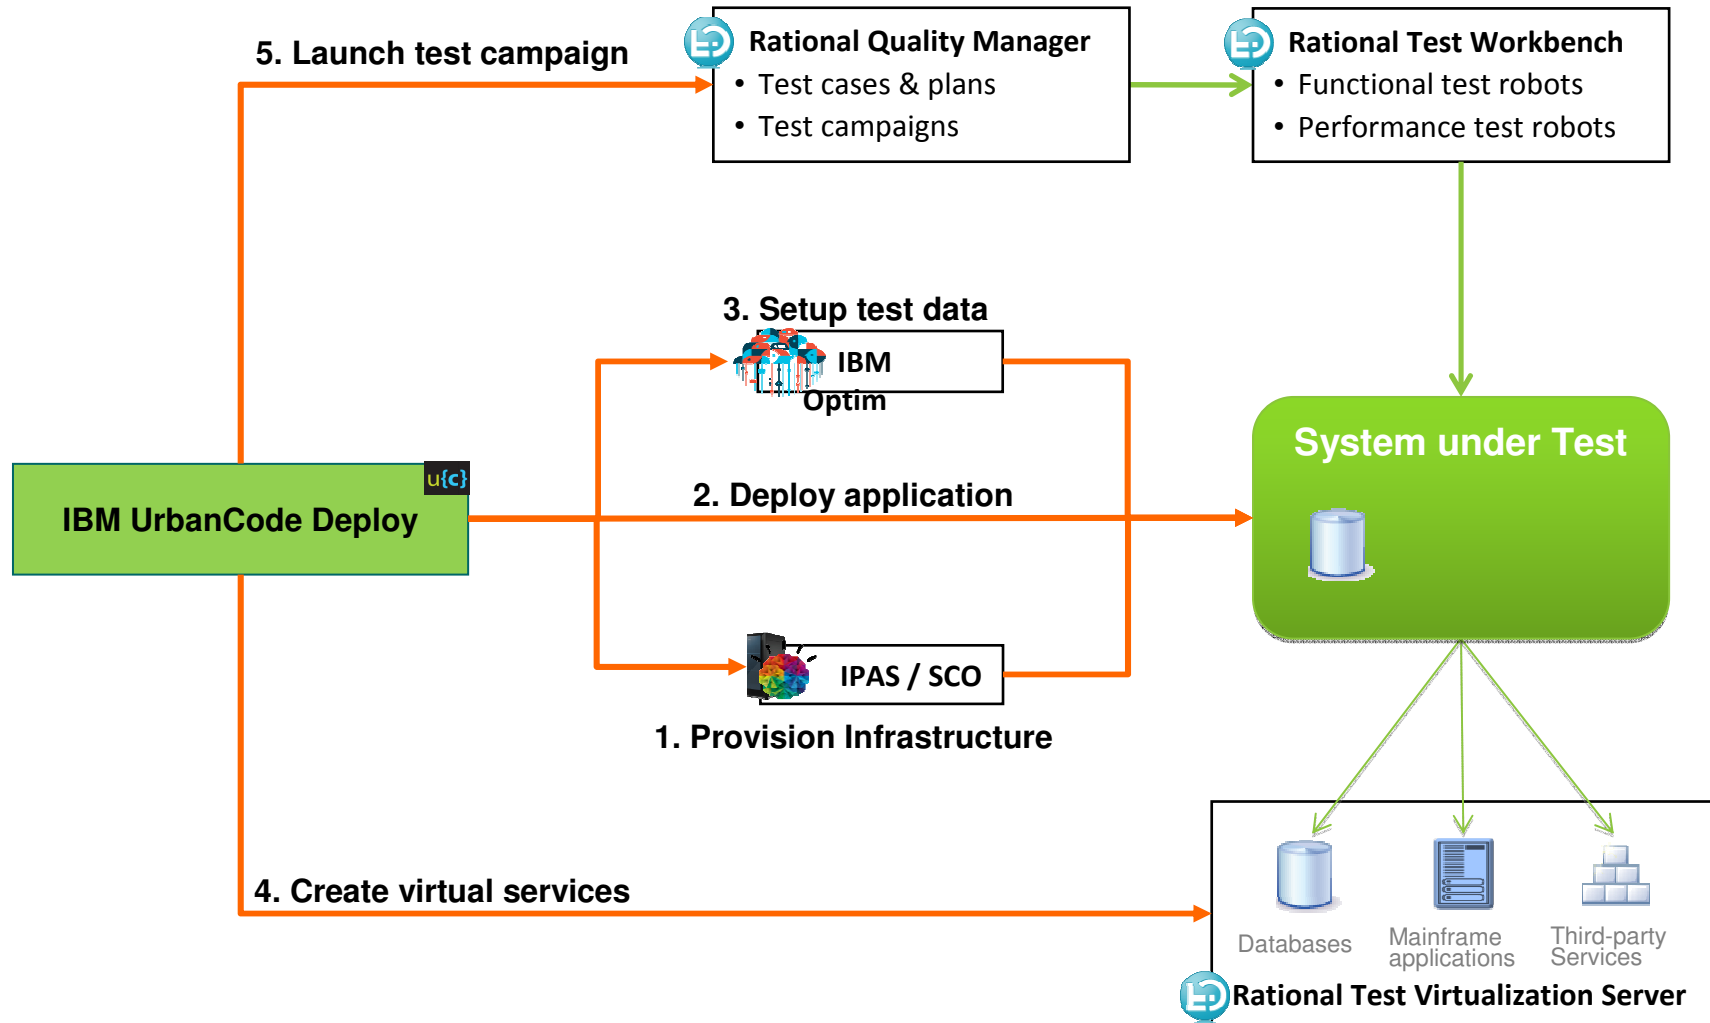 5. Launch test campaign
Rational Quality Manager
• Test cases & plans
• Test campaigns
Rational Test Workbench
• Functional test robots
• Performance test robots
3. Setup test data
IBM
Optim
System under Test
u{c}
IBM UrbanCode Deploy
2. Deploy application
IPAS / SCO
1. Provision Infrastructure
4. Create virtual services
Databases
Mainframe
applications
Third-party
Services
Rational Test Virtualization Server